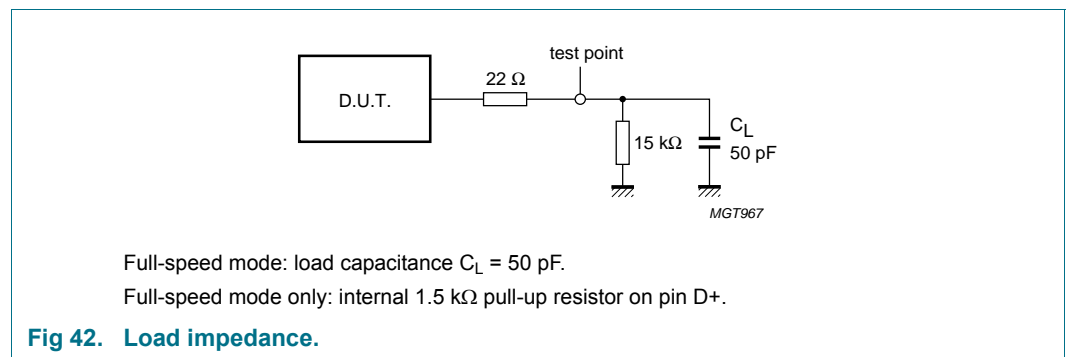 test point
22 Ω
D.U.T.
15 kΩ
CL
50 pF
MGT967
Full-speed mode: load capacitance CL = 50 pF.
Full-speed mode only: internal 1.5 kΩ pull-up resistor on pin D+.
Fig 42. Load impedance.